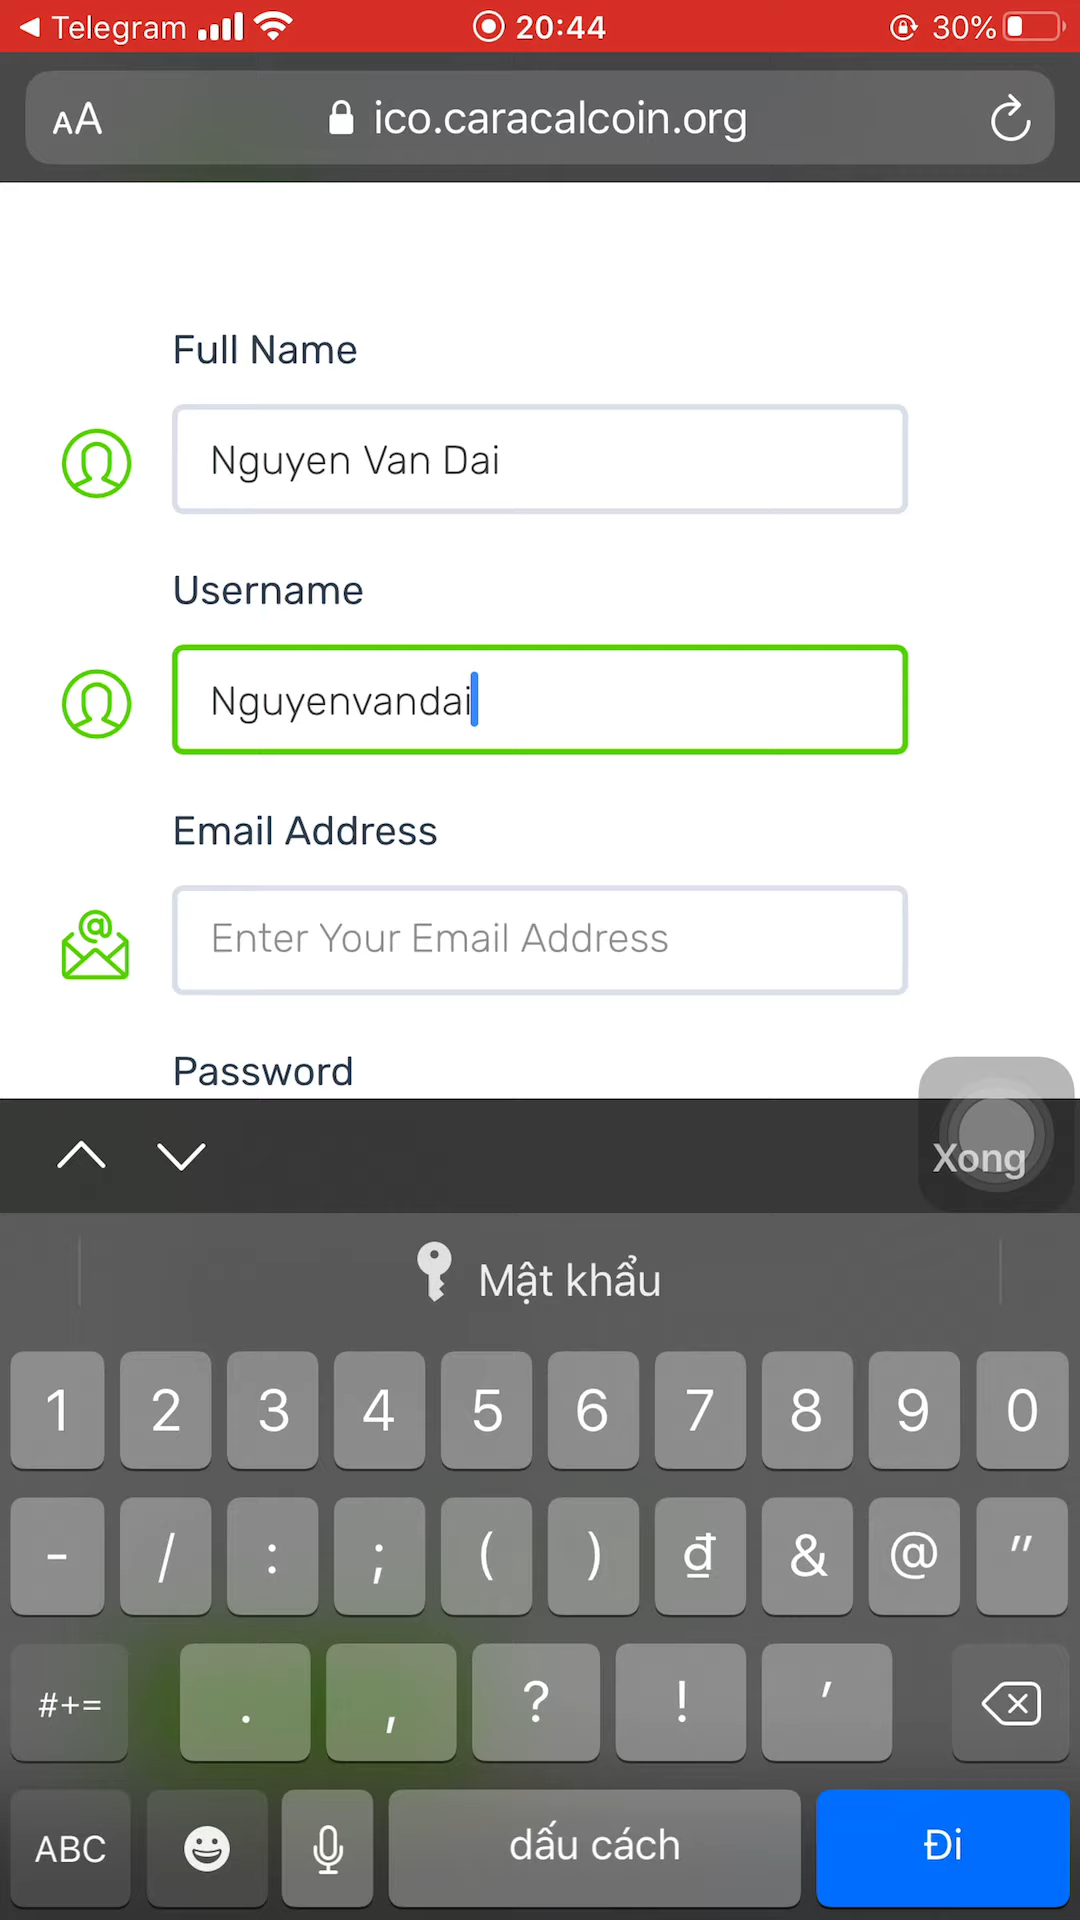 Telegram 20:44 30%
AA ico.caracalcoin.org
Full Name
Nguyen Van Dai
Username
Nguyenvandai
Email Address
@
Enter Your Email Address
Password
Xong
Mật khẩu
1 2 3 4 5 6 7 8 9 0
- / : ; ( ) ₫ & @ "
#+= . , ? ! '
ABC dấu cách Đi